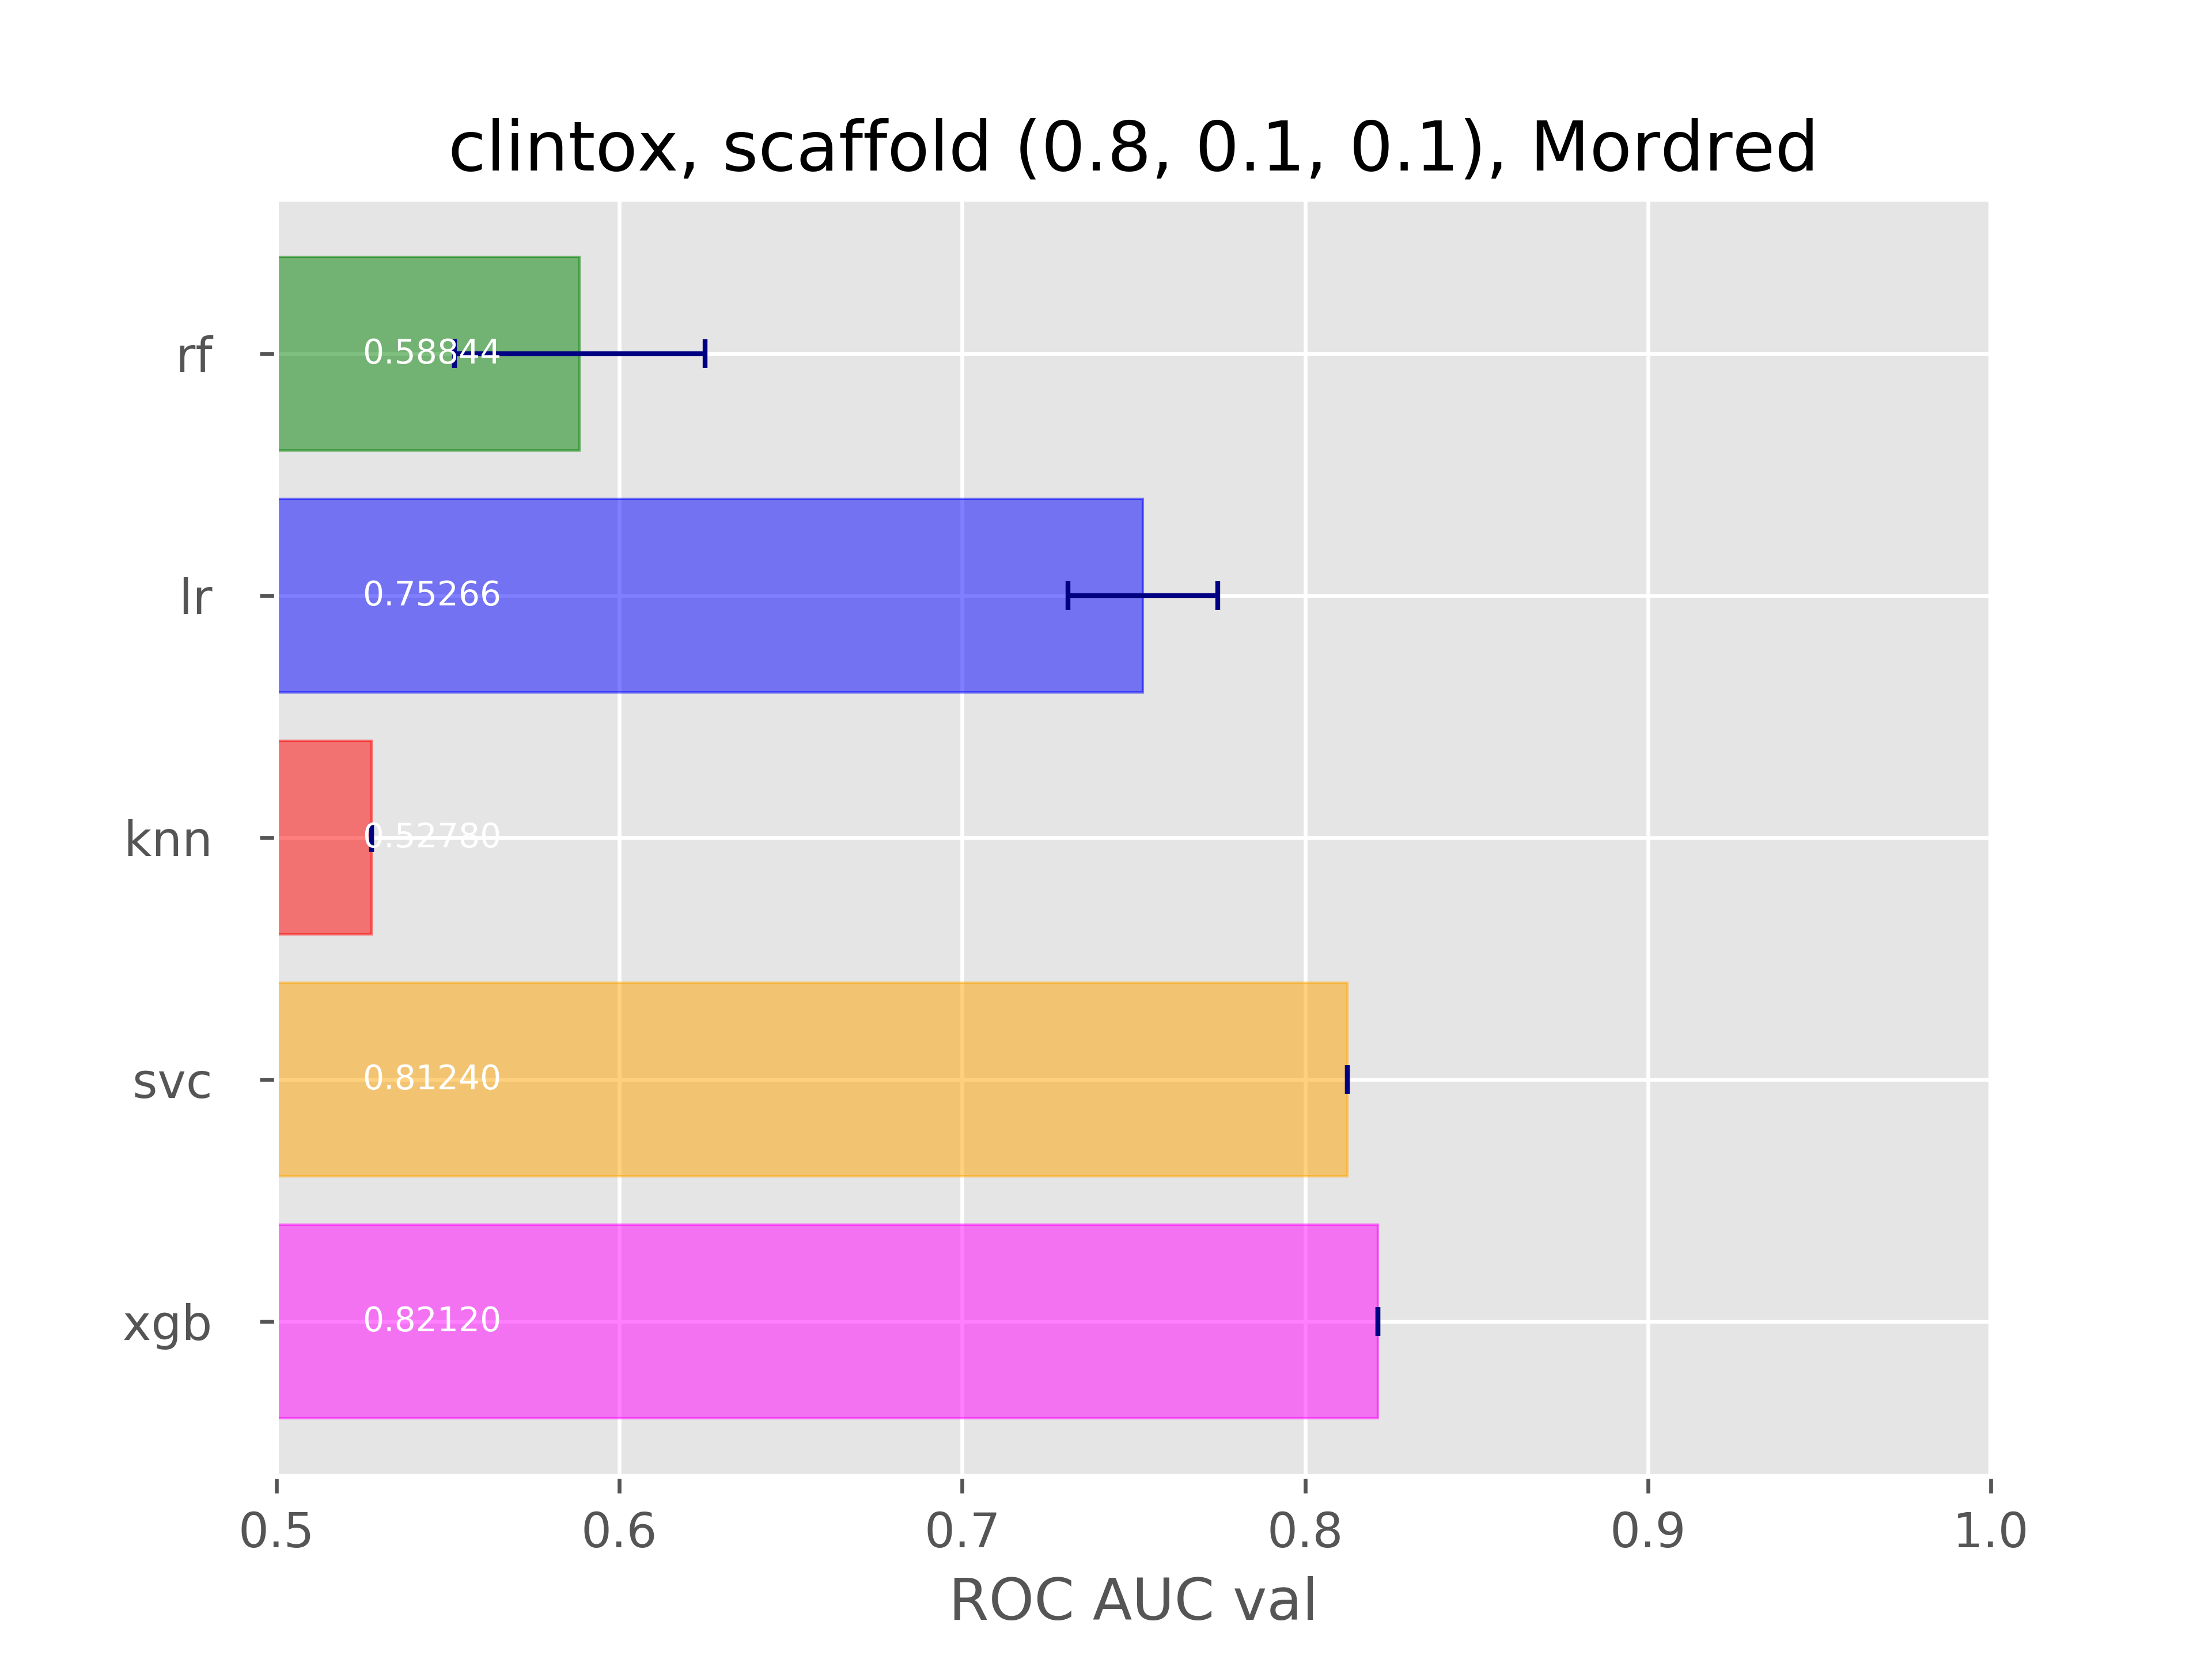 clintox, scaffold (0.8, 0.1, 0.1), Mordred
rf
0.58844
lr
0.75266
knn
0.52780
svc
0.81240
xgb
0.82120
0.5 0.6 0.7 0.8 0.9 1.0
ROC AUC val